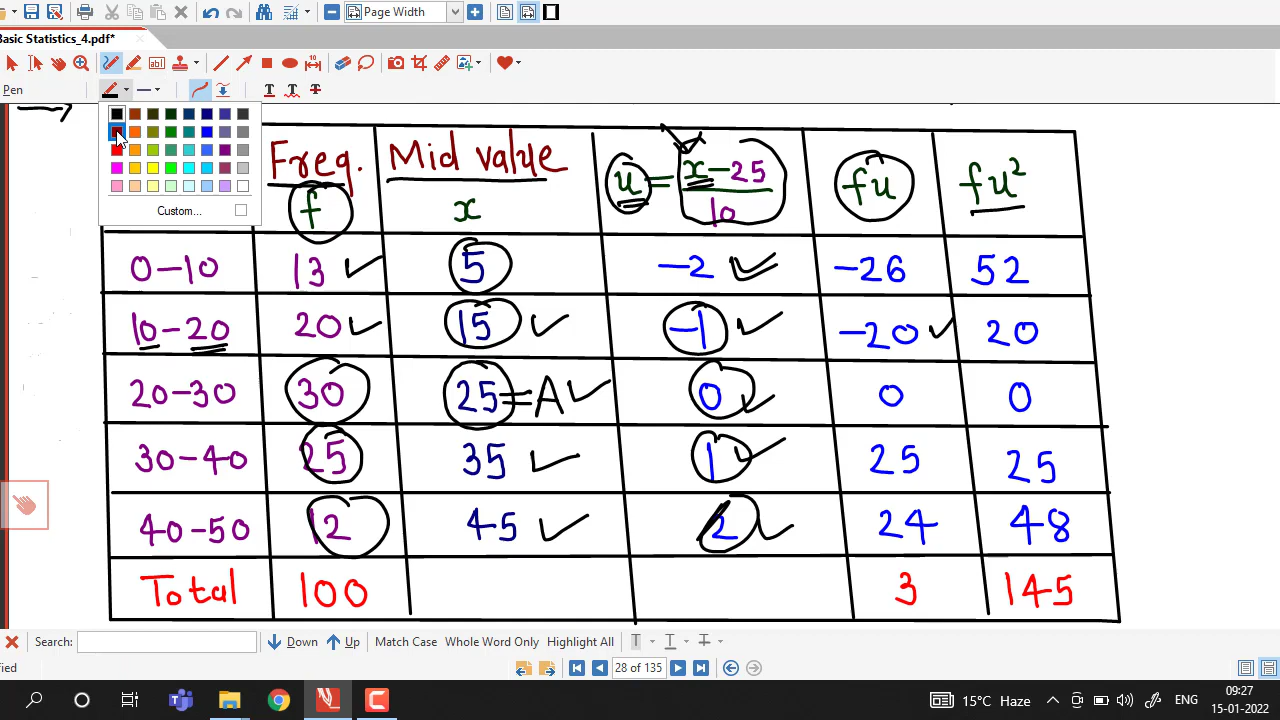 Page Width
Basic Statistics_4.pdf*
Pen
Custom...
Freq. f
Mid value x
u = x-25 / 10
fu
fu²
0-10 13 5 -2 -26 52
10-20 20 15 -1 -20 20
20-30 30 25=A 0 0 0
30-40 25 35 1 25 25
40-50 12 45 2 24 48
Total 100 3 145
Search: Down Up Match Case Whole Word Only Highlight All T T T
fied 28 of 135
15°C Haze ENG 09:27
15-01-2022